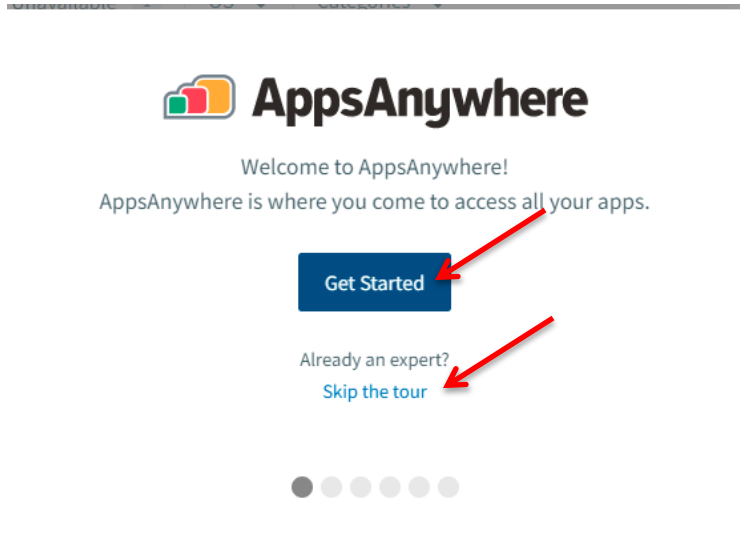 AppsAnywhere
Welcome to AppsAnywhere!
AppsAnywhere is where you come to access all your apps.
Get Started
Already an expert?
Skip the tour